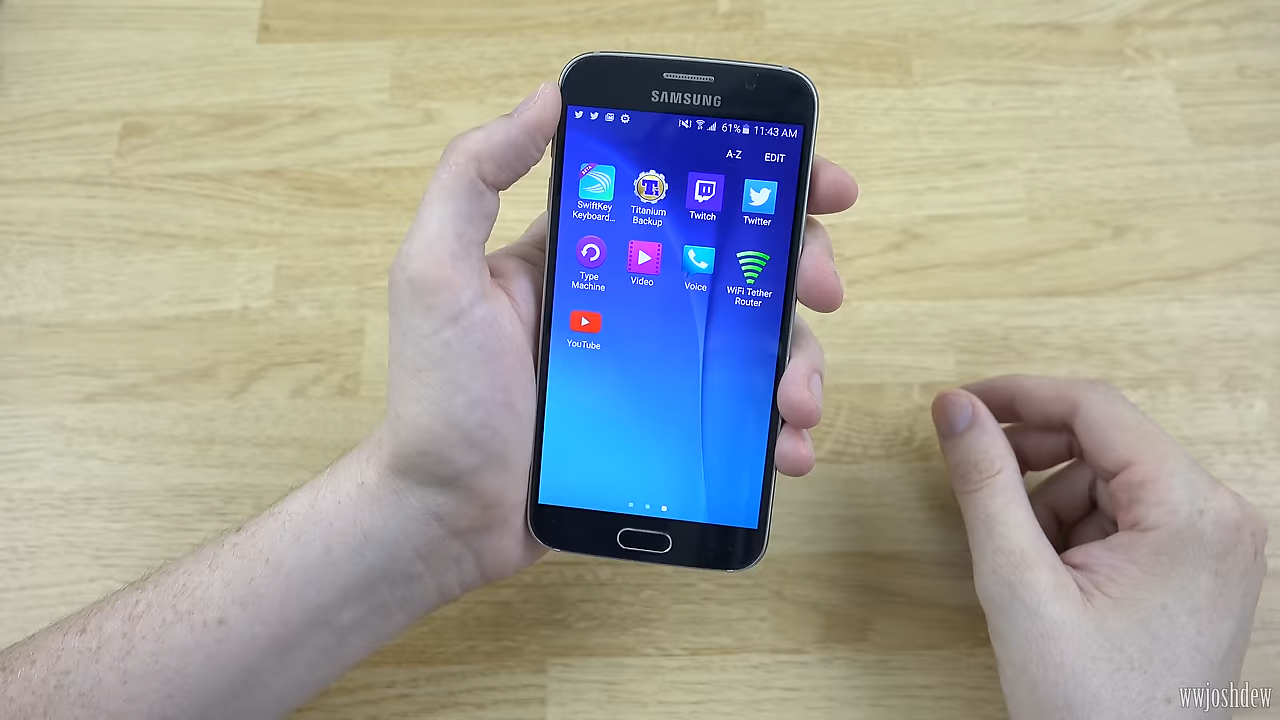 SAMSUNG
61% 11:43 AM
A-Z EDIT
BETA
SwiftKey
Keyboard...
Titanium
Backup
Twitch
Twitter
Type
Machine
Video
Voice
WiFi Tether
Router
YouTube
wwjoshdew